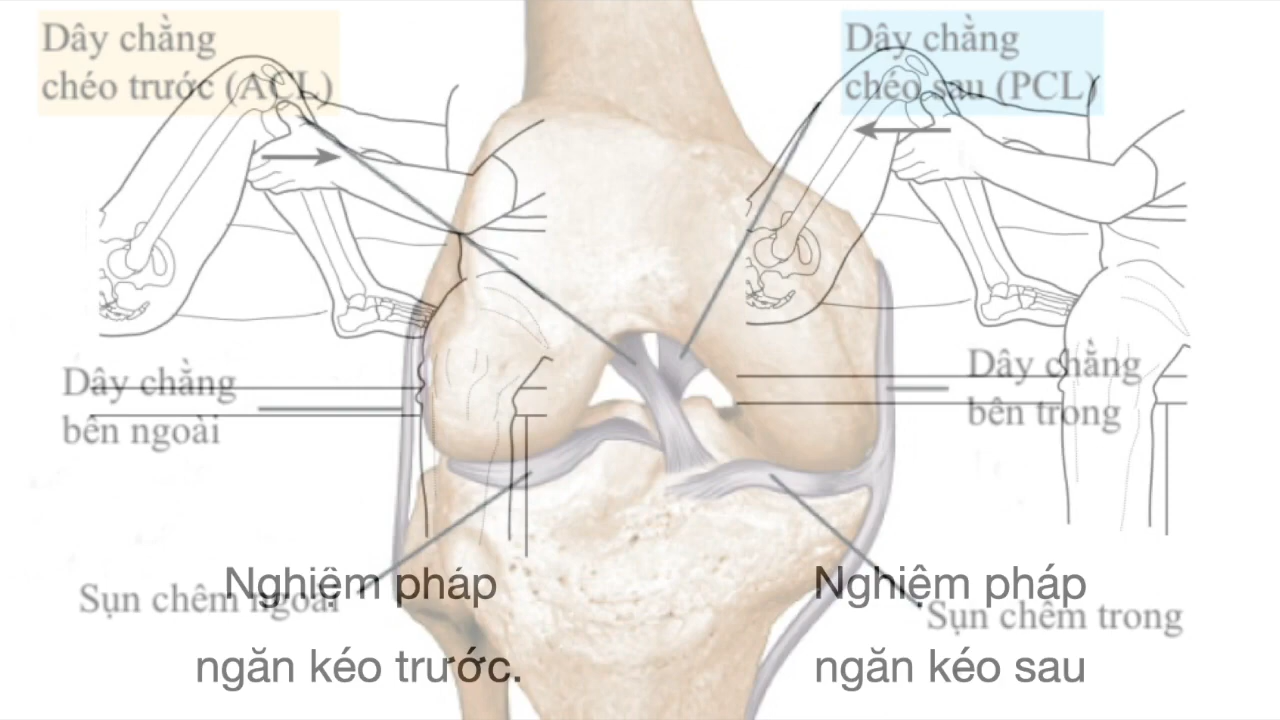 Dây chằng
chéo trước (ACL)
Dây chằng
chéo sau (PCL)
Dây chằng
bên ngoài
Dây chằng
bên trong
Sụn chêm ngoài
Sụn chêm trong
Nghiệm pháp
ngăn kéo trước.
Nghiệm pháp
ngăn kéo sau